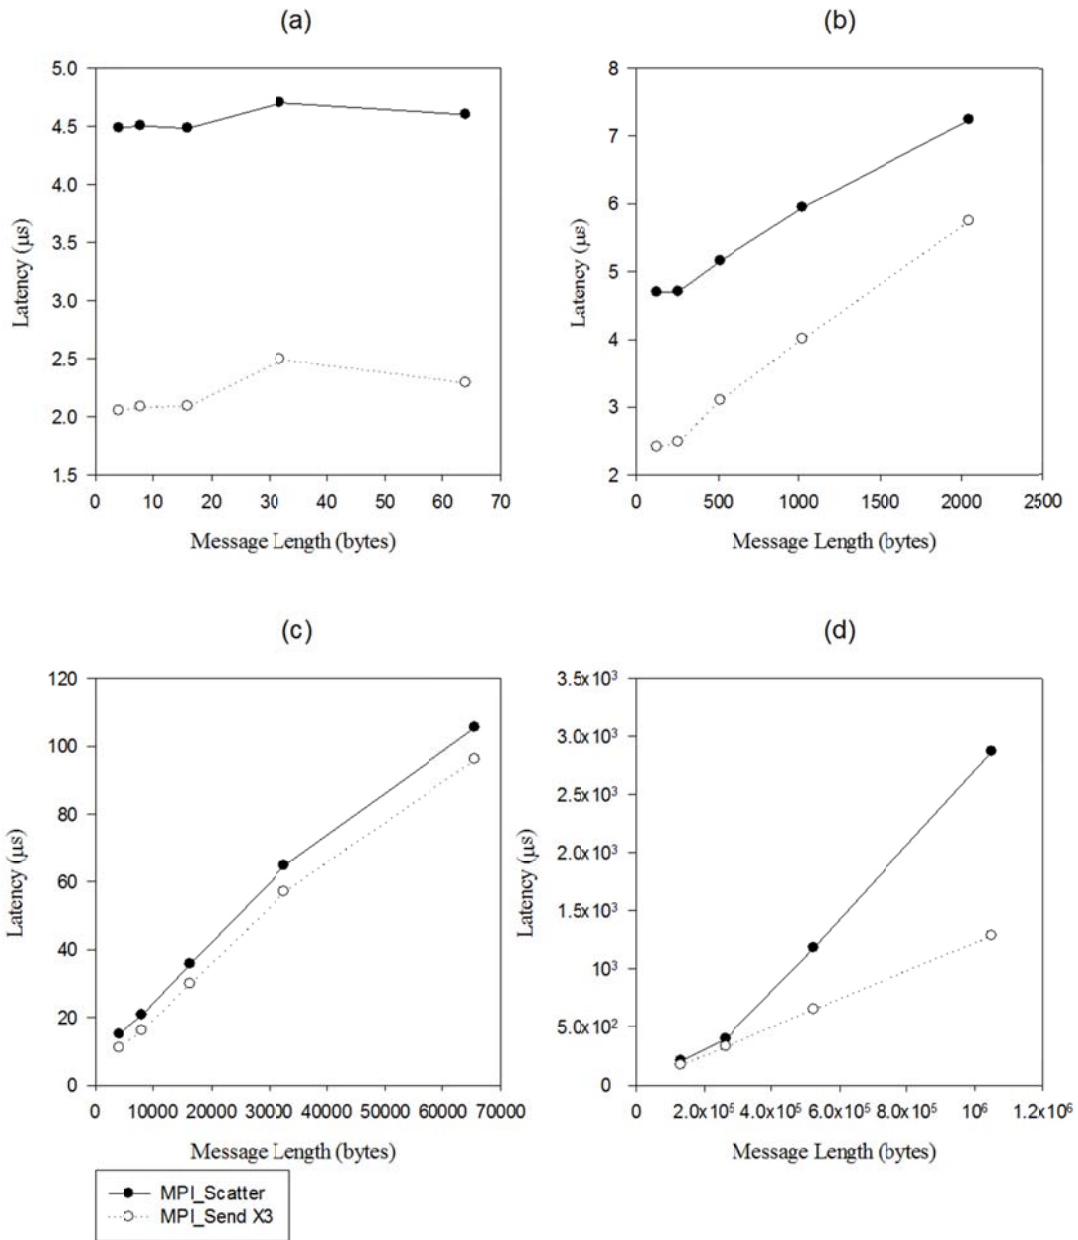 (a)
(b)
5.0
4.5
4.0
3.5
3.0
2.5
2.0
1.5
Latency (µs)
0 10 20 30 40 50 60 70
Message Length (bytes)
8
7
6
5
4
3
2
Latency (µs)
0 500 1000 1500 2000 2500
Message Length (bytes)
(c)
(d)
120
100
80
60
40
20
0
Latency (µs)
0 10000 20000 30000 40000 50000 60000 70000
Message Length (bytes)
3.5x10³
3.0x10³
2.5x10³
2.0x10³
1.5x10³
10³
5.0x10²
0
Latency (µs)
0 2.0x10⁵ 4.0x10⁵ 6.0x10⁵ 8.0x10⁵ 10⁶ 1.2x10⁶
Message Length (bytes)
MPI_Scatter
MPI_Send X3